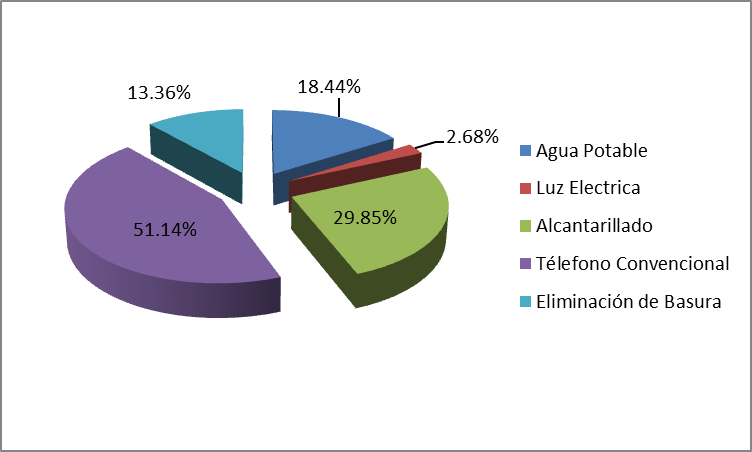 18.44%
13.36%
2.68%
29.85%
51.14%
Agua Potable
Luz Electrica
Alcantarillado
Télefono Convencional
Eliminación de Basura